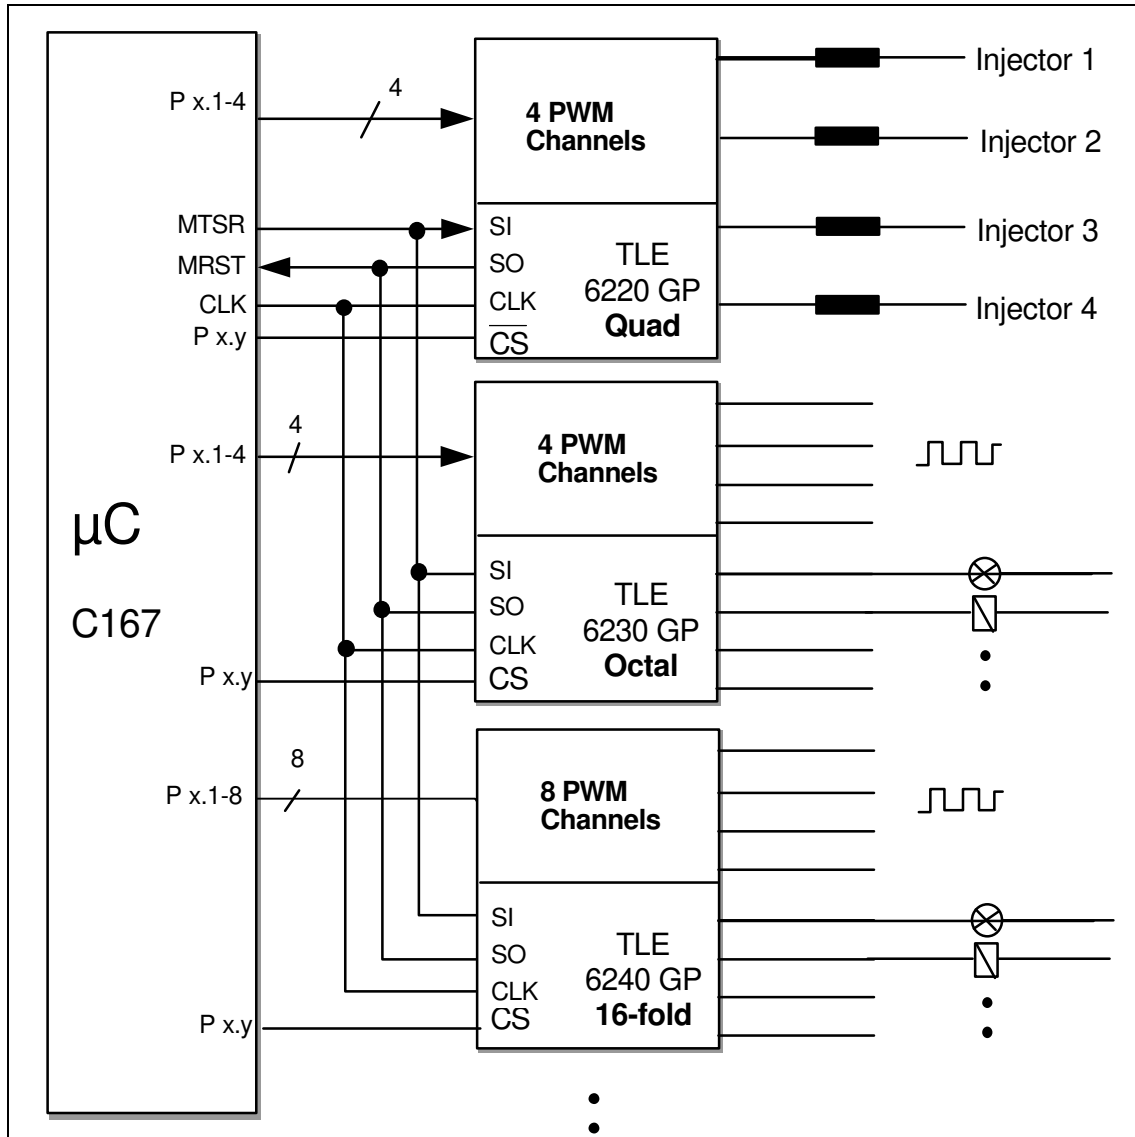 P x.1-4
4
4 PWM
Channels
Injector 1
Injector 2
MTSR
MRST
CLK
P x.y
SI
SO
CLK
C̅S̅
TLE
6220 GP
Quad
Injector 3
Injector 4
P x.1-4
4
4 PWM
Channels
µC
C167
P x.y
SI
SO
CLK
CS
TLE
6230 GP
Octal
P x.1-8
8
8 PWM
Channels
P x.y
SI
SO
CLK
C̅S̅
TLE
6240 GP
16-fold